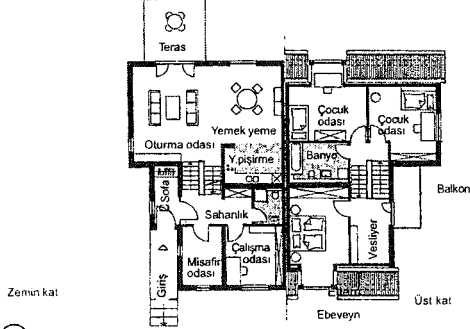 Teras
Çocuk
odası
Çocuk
odası
Yemek yeme
Oturma odası
Y.pişirme
Banyo
Sofa
Balkon
Sahanlık
Vestiyer
Misafir
odası
Çalışma
odası
Giriş
Zemin kat
Üst kat
Ebeveyn